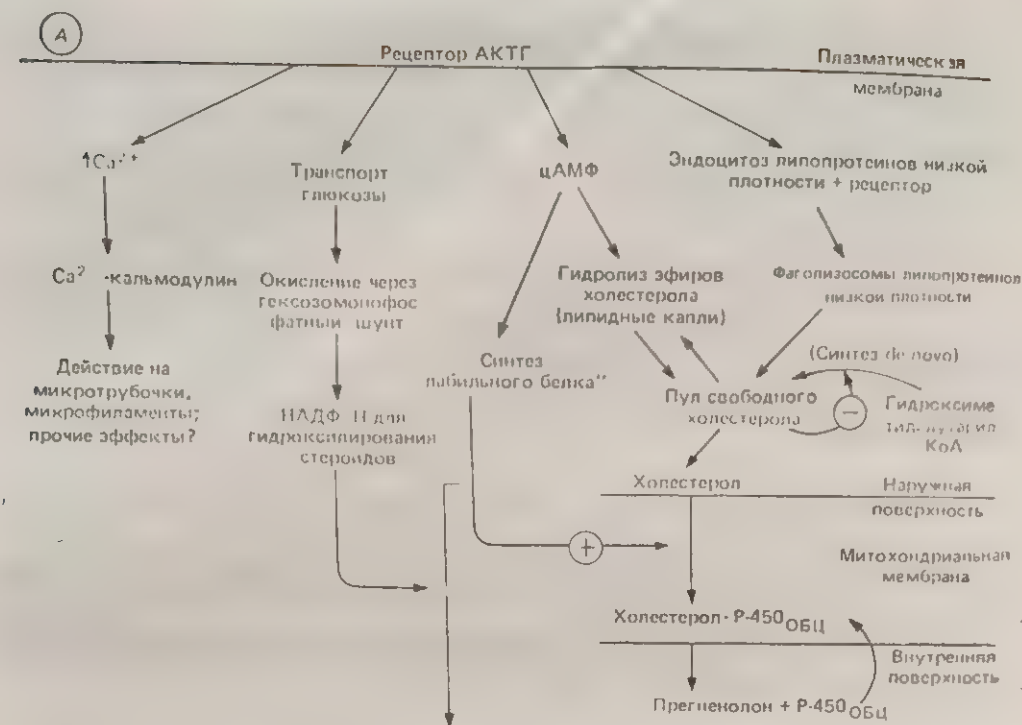 А
Рецептор АКТГ
Плазматическая
мембрана
↑Ca²⁺
Транспорт
глюкозы
цАМФ
Эндоцитоз липопротеинов низкой
плотности + рецептор
Ca² -кальмодулин
Окисление через
гексозомонофос
фатный шунт
Гидролиз эфиров
холестерола
(липидные капли)
Фаголизосомы липопротеинов
низкой плотности
Действие на
микротрубочки,
микрофиламенты;
прочие эффекты?
НАДФ Н для
гидроксилирования
стероидов
Синтез
лабильного белка"
(Синтез de novo)
Пул свободного
холестерола
−
Гидроксиме
тил-глутарил
КоА
Холестерол
Наружная
поверхность
+
Митохондриальная
мембрана
Холестерол - P-450ОБЦ
Внутренняя
поверхность
Прегненолон + P-450ОБЦ